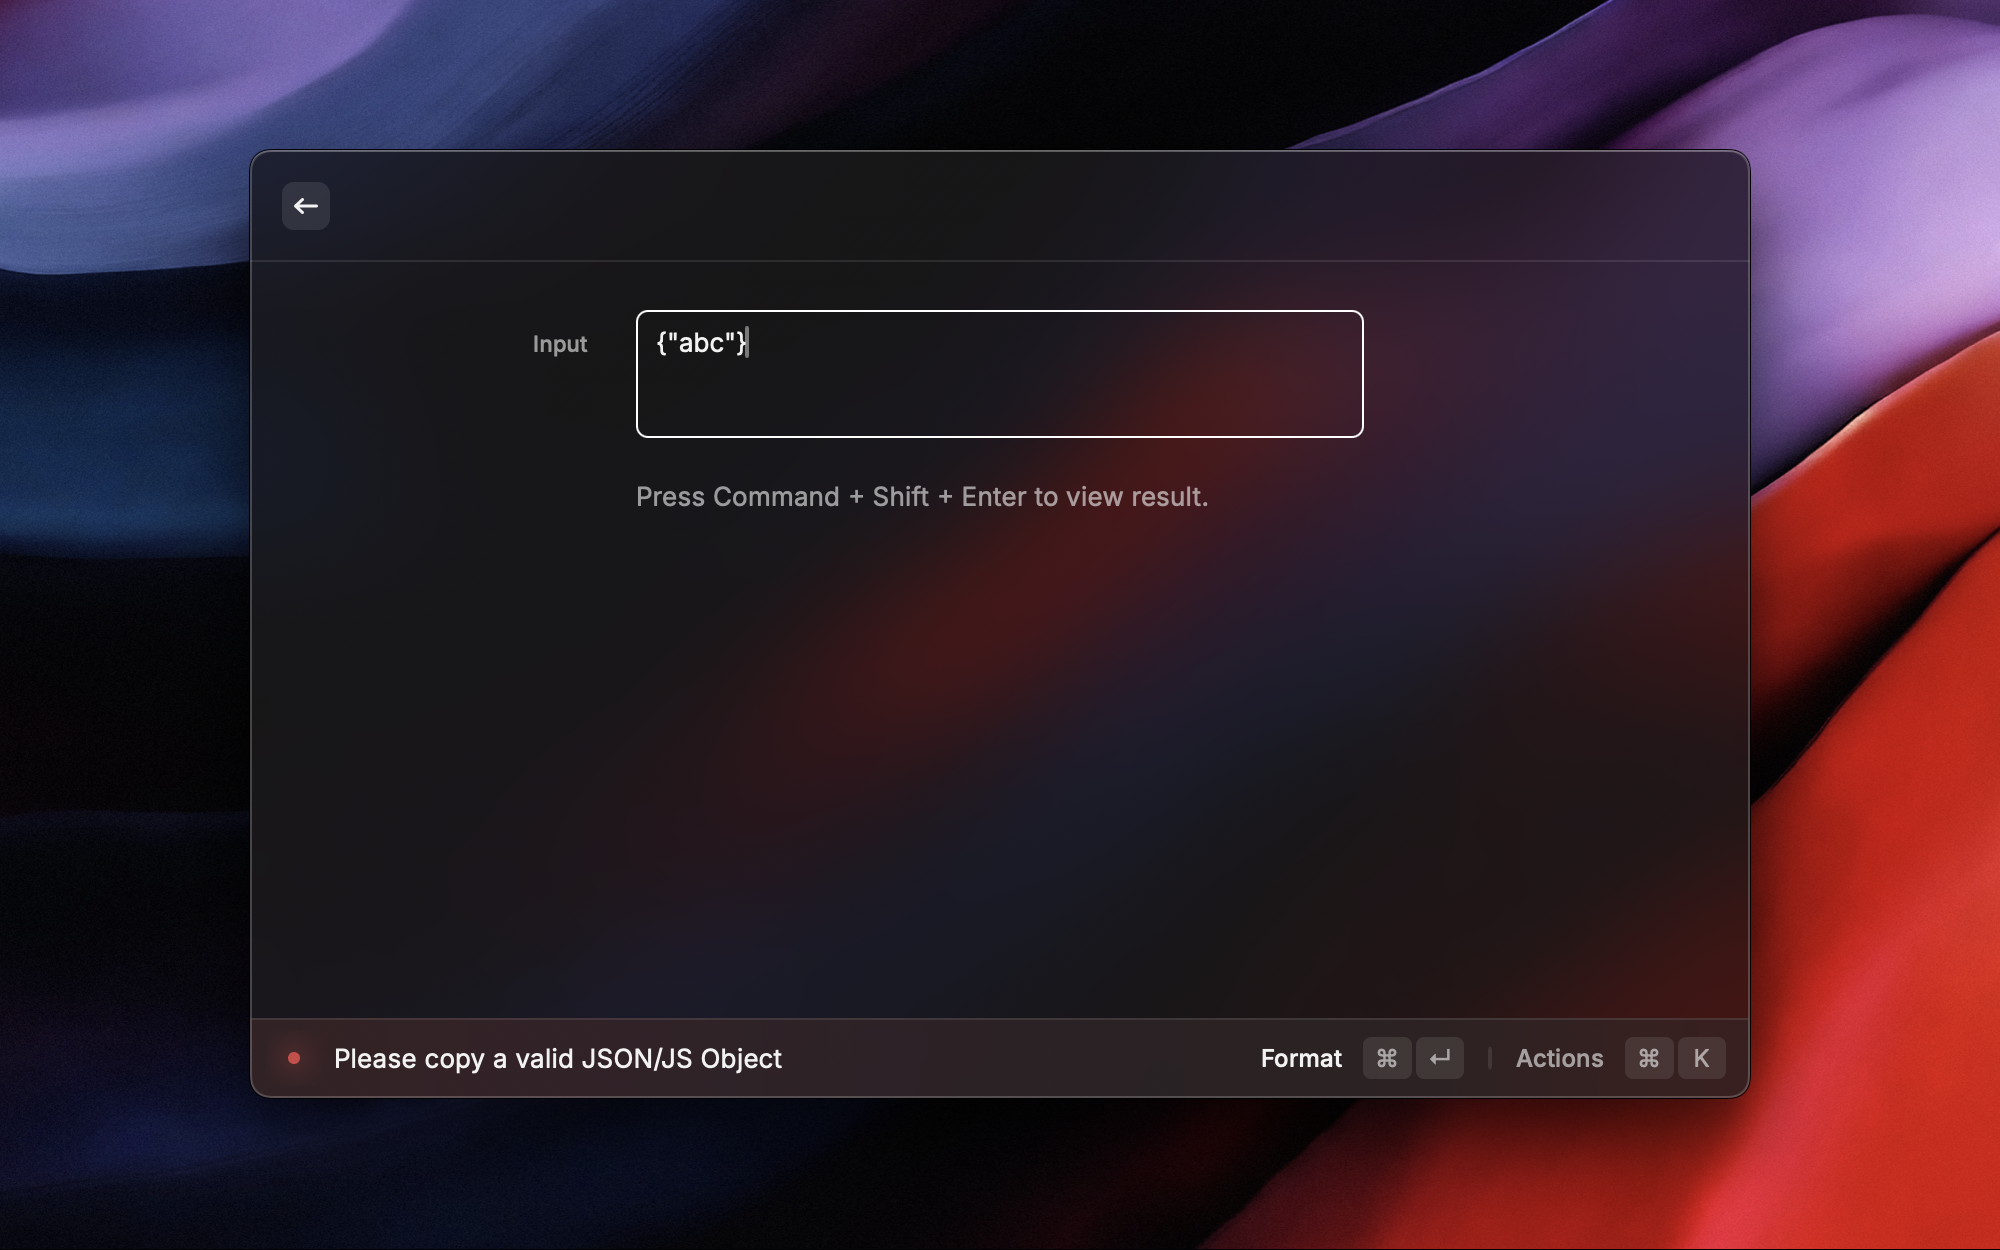 Input
{"abc"}
Press Command + Shift + Enter to view result.
Please copy a valid JSON/JS Object
Format ⌘ ↵ | Actions ⌘ K